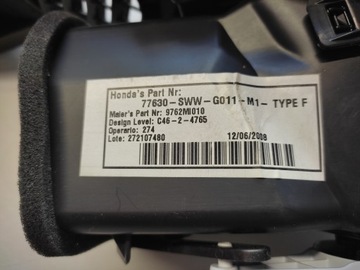 Honda's Part Nr:
77630-SWW-G011-M1- TYPE F
Maier's Part Nr: 9762MI010
Design Level: C46-2-4765
Operario: 274
Lote: 272107480
12/06/2008